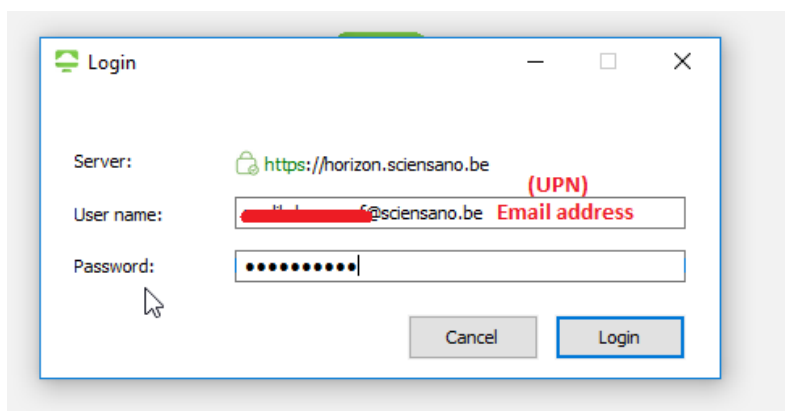 Login
Server: https://horizon.sciensano.be
(UPN)
User name: @sciensano.be Email address
Password: ●●●●●●●●●●
Cancel Login